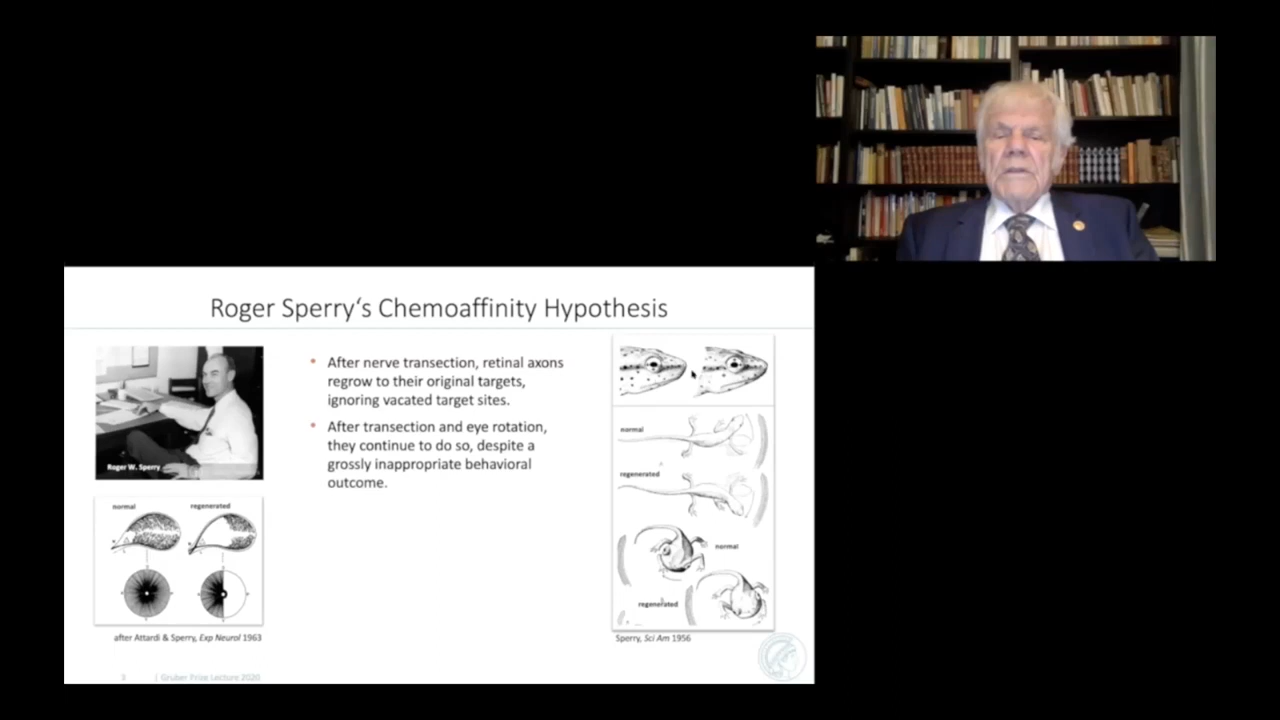 Roger Sperry‘s Chemoaffinity Hypothesis
• After nerve transection, retinal axons
regrow to their original targets,
ignoring vacated target sites.
• After transection and eye rotation,
they continue to do so, despite a
grossly inappropriate behavioral
outcome.
Roger W. Sperry
normal regenerated
after Attardi & Sperry, Exp Neurol 1963
normal
regenerated
normal
regenerated
Sperry, Sci Am 1956
3 | Gruber Prize Lecture 2020